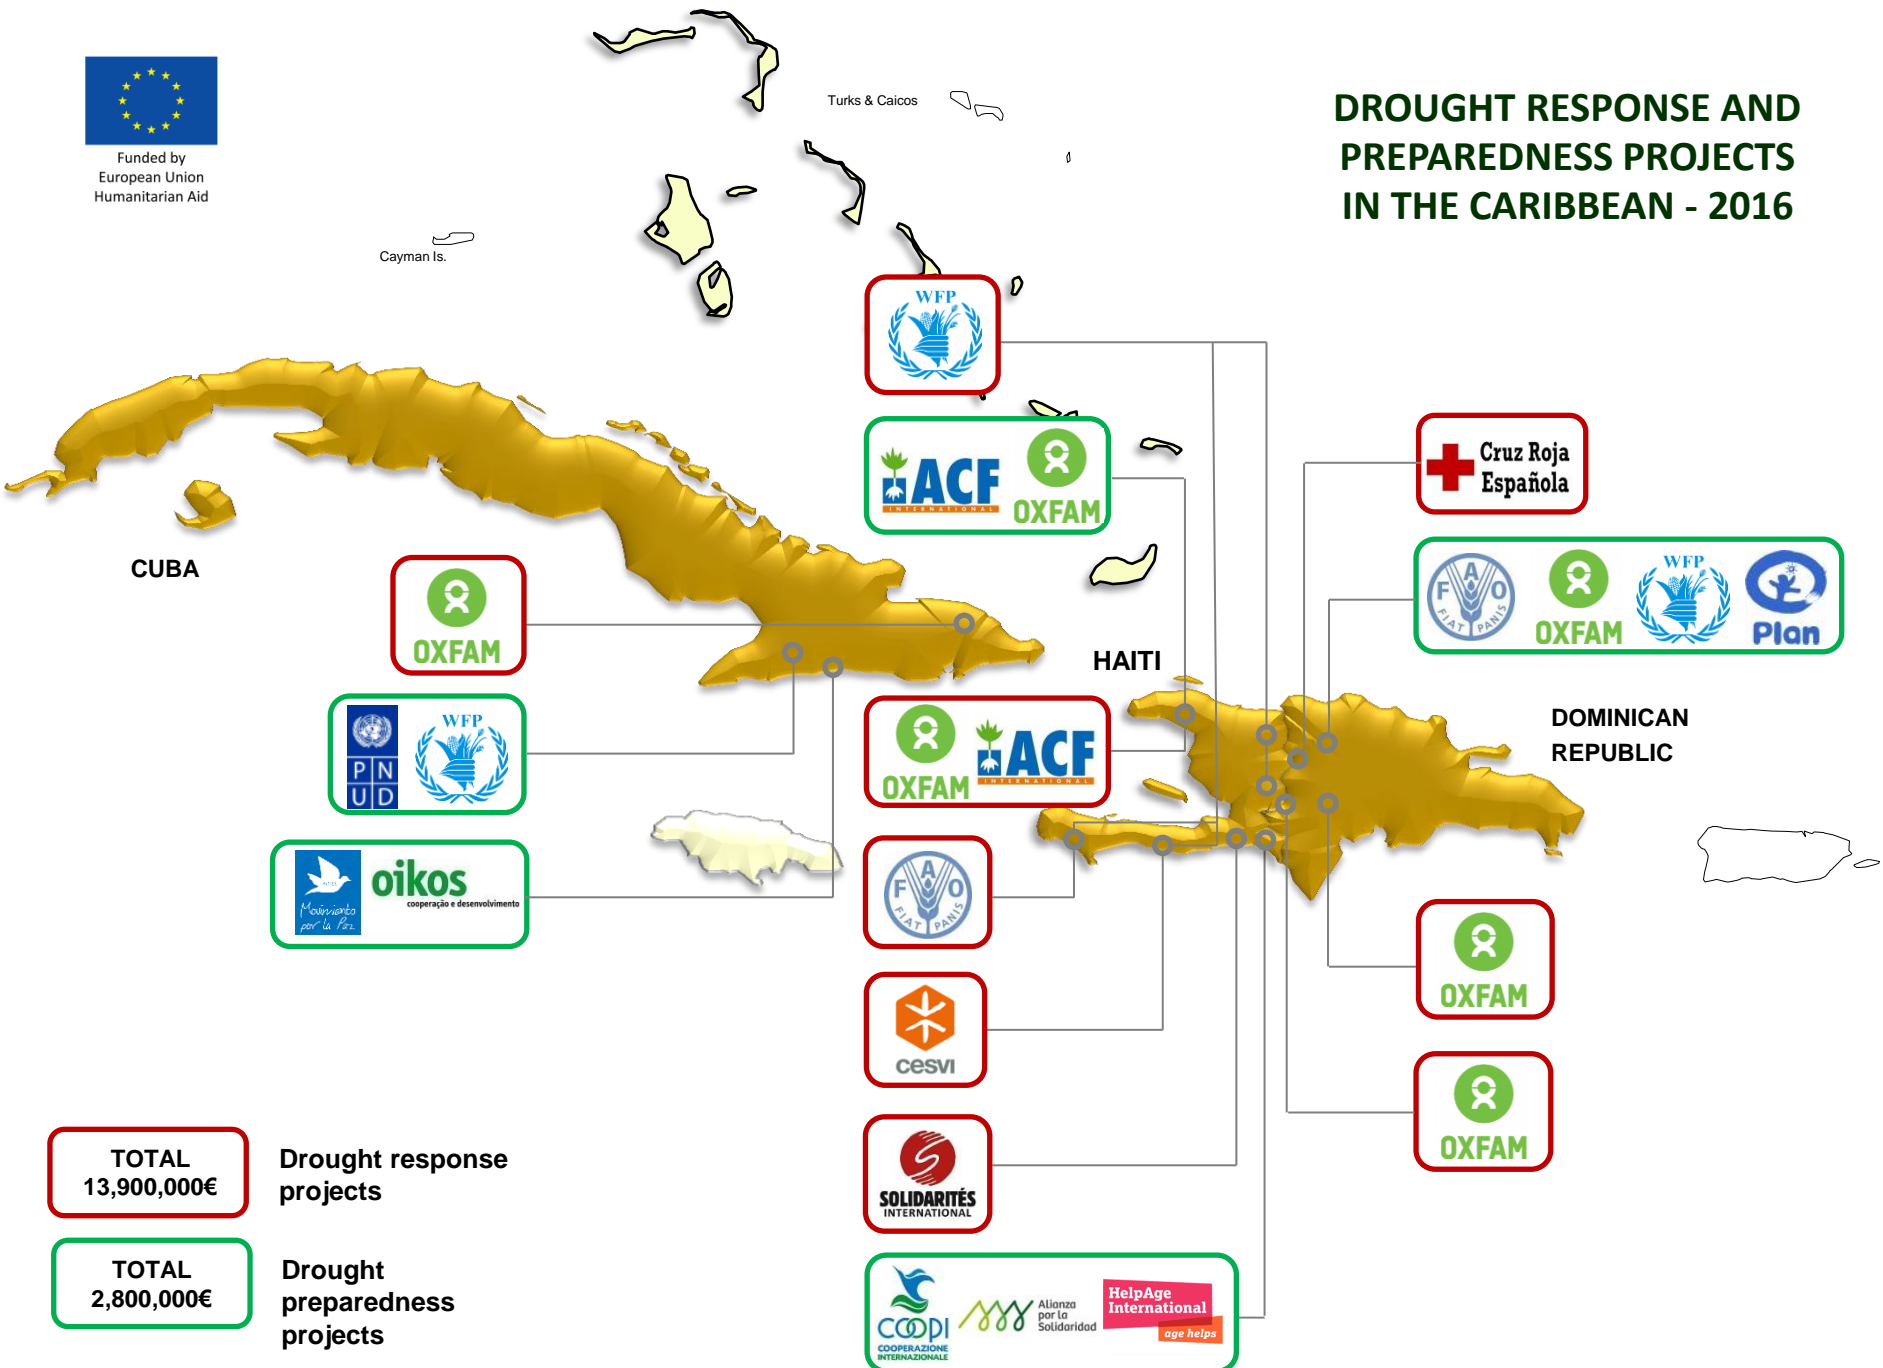 Funded by
European Union
Humanitarian Aid
Turks & Caicos
Cayman Is.
DROUGHT RESPONSE AND
PREPAREDNESS PROJECTS
IN THE CARIBBEAN - 2016
WFP
ACF
INTERNATIONAL
OXFAM
Cruz Roja
Española
FAO
FIAT PANIS
OXFAM
WFP
Plan
CUBA
OXFAM
HAITI
DOMINICAN
REPUBLIC
PN
UD
WFP
OXFAM
ACF
INTERNATIONAL
Movimiento
por la Paz
oikos
cooperação e desenvolvimento
FAO
FIAT PANIS
OXFAM
cesvi
OXFAM
SOLIDARITÉS
INTERNATIONAL
TOTAL
13,900,000€
Drought response
projects
TOTAL
2,800,000€
Drought
preparedness
projects
COOPI
COOPERAZIONE
INTERNAZIONALE
Alianza
por la
Solidaridad
HelpAge
International
age helps